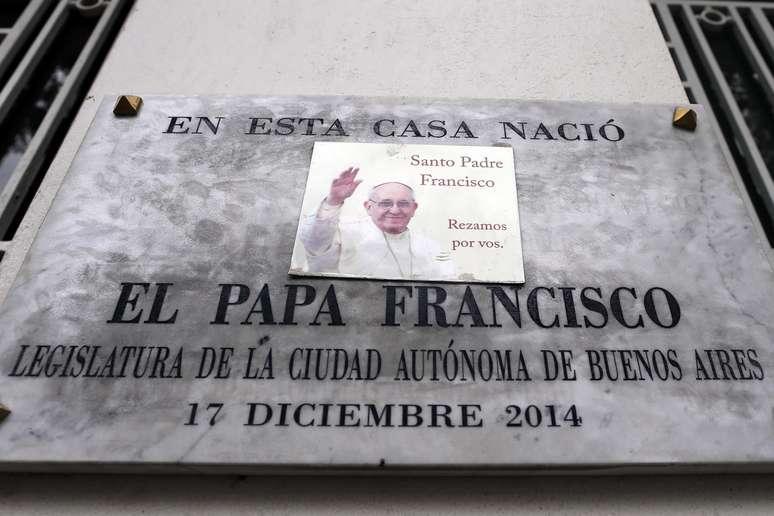 EN ESTA CASA NACIÓ
Santo Padre
Francisco
Rezamos
por vos.
EL PAPA FRANCISCO
LEGISLATURA DE LA CIUDAD AUTÓNOMA DE BUENOS AIRES
17 DICIEMBRE 2014